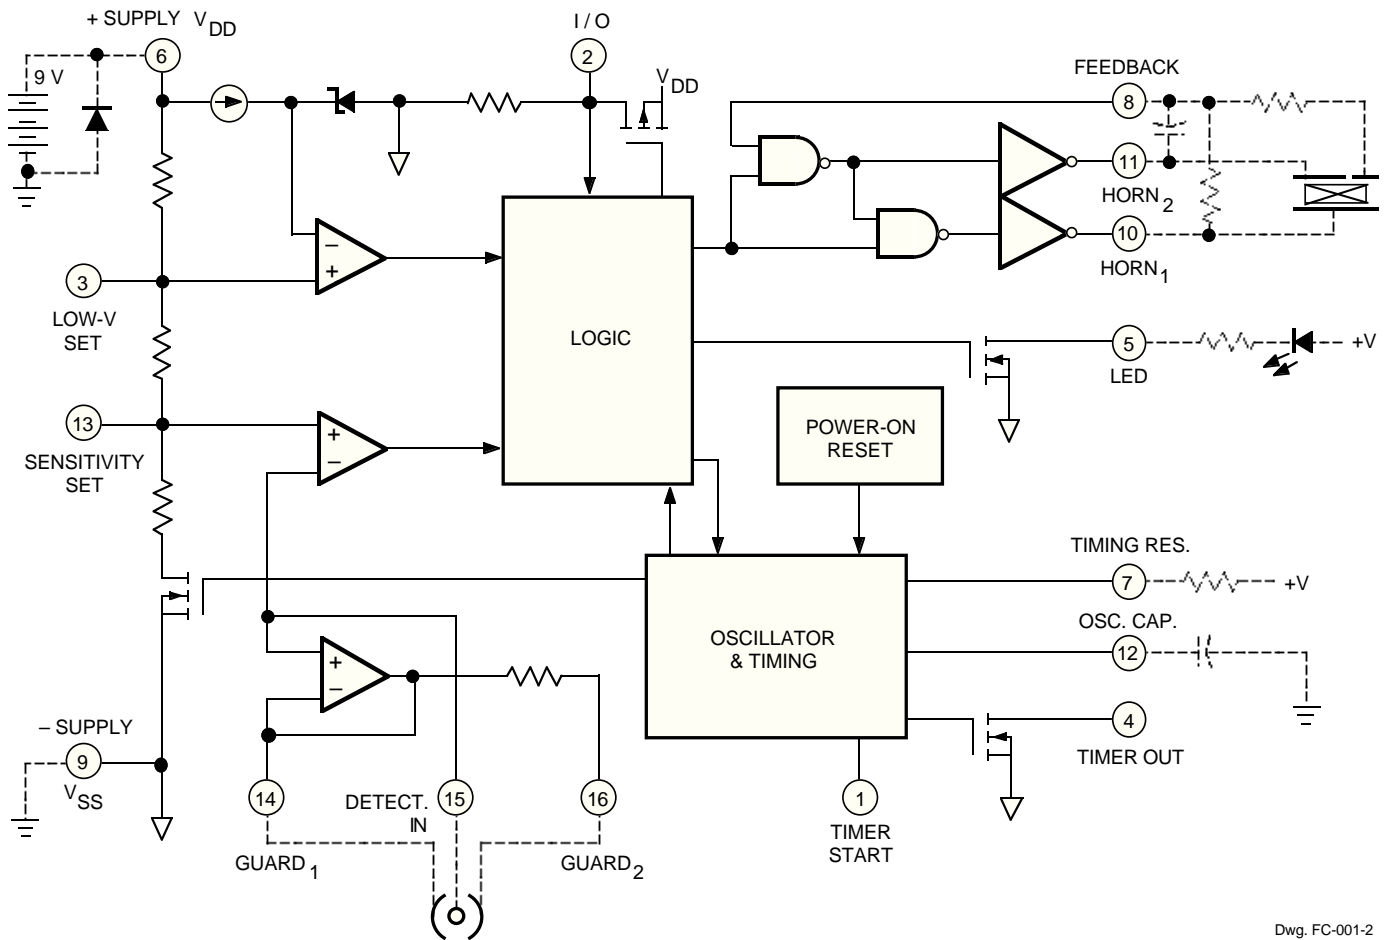 + SUPPLY V DD
I / O
6
2
9 V
V DD
FEEDBACK
8
11
HORN 2
10
HORN 1
–
+
3
LOW-V
SET
LOGIC
5
LED
+V
13
SENSITIVITY
SET
+
–
POWER-ON
RESET
TIMING RES.
7
+V
OSC. CAP.
12
OSCILLATOR
& TIMING
+
–
4
TIMER OUT
– SUPPLY
9
V SS
14
DETECT.
IN
15
16
1
TIMER
START
GUARD 1
GUARD 2
Dwg. FC-001-2